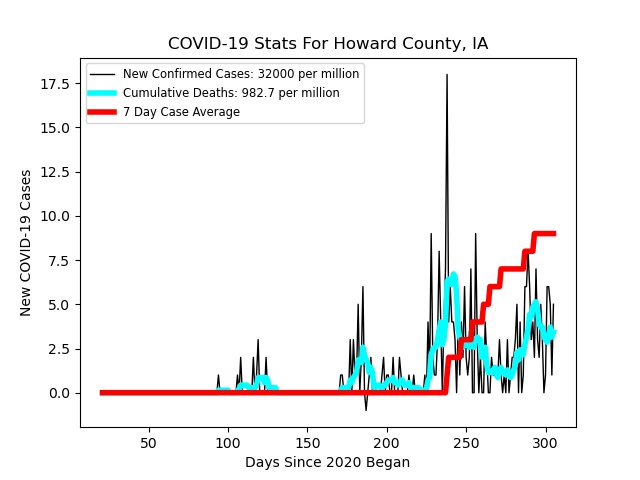 COVID-19 Stats For Howard County, IA
New Confirmed Cases: 32000 per million
Cumulative Deaths: 982.7 per million
7 Day Case Average
17.5
15.0
12.5
10.0
7.5
5.0
2.5
0.0
New COVID-19 Cases
50 100 150 200 250 300
Days Since 2020 Began